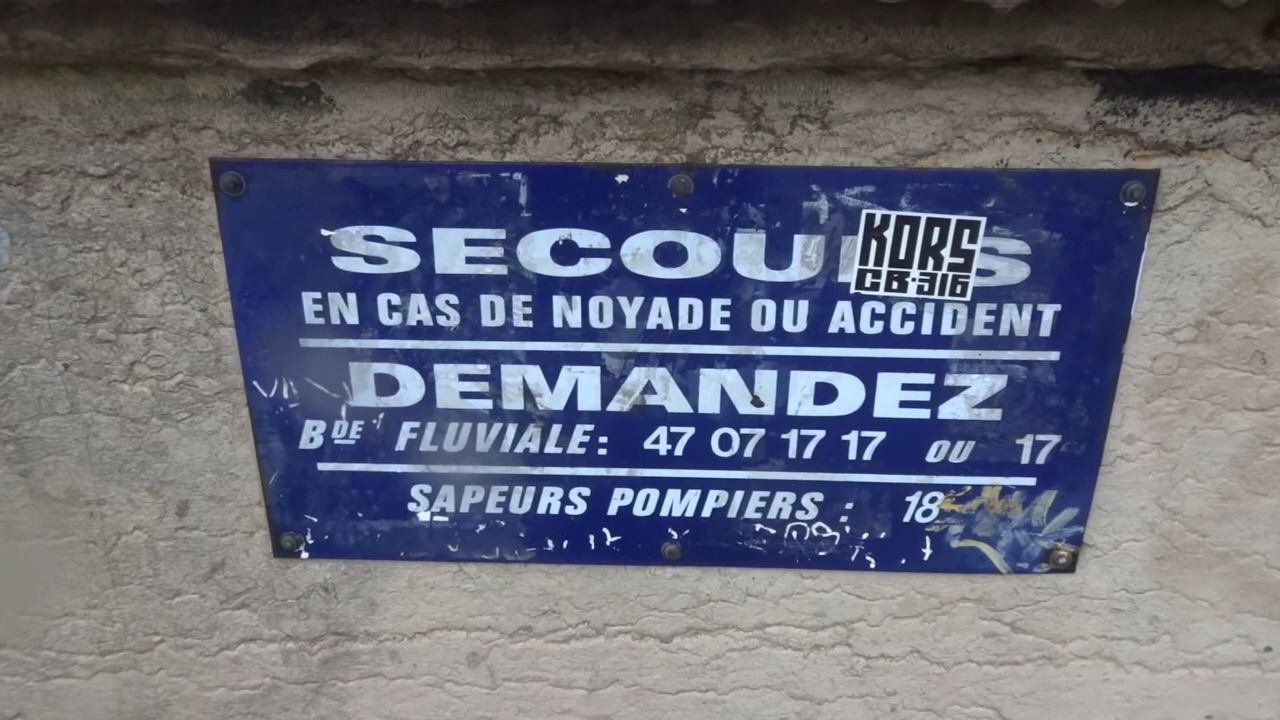 SECOURS
KORS
CB-316
EN CAS DE NOYADE OU ACCIDENT
DEMANDEZ
BDE FLUVIALE: 47 07 17 17 OU 17
SAPEURS POMPIERS : 18